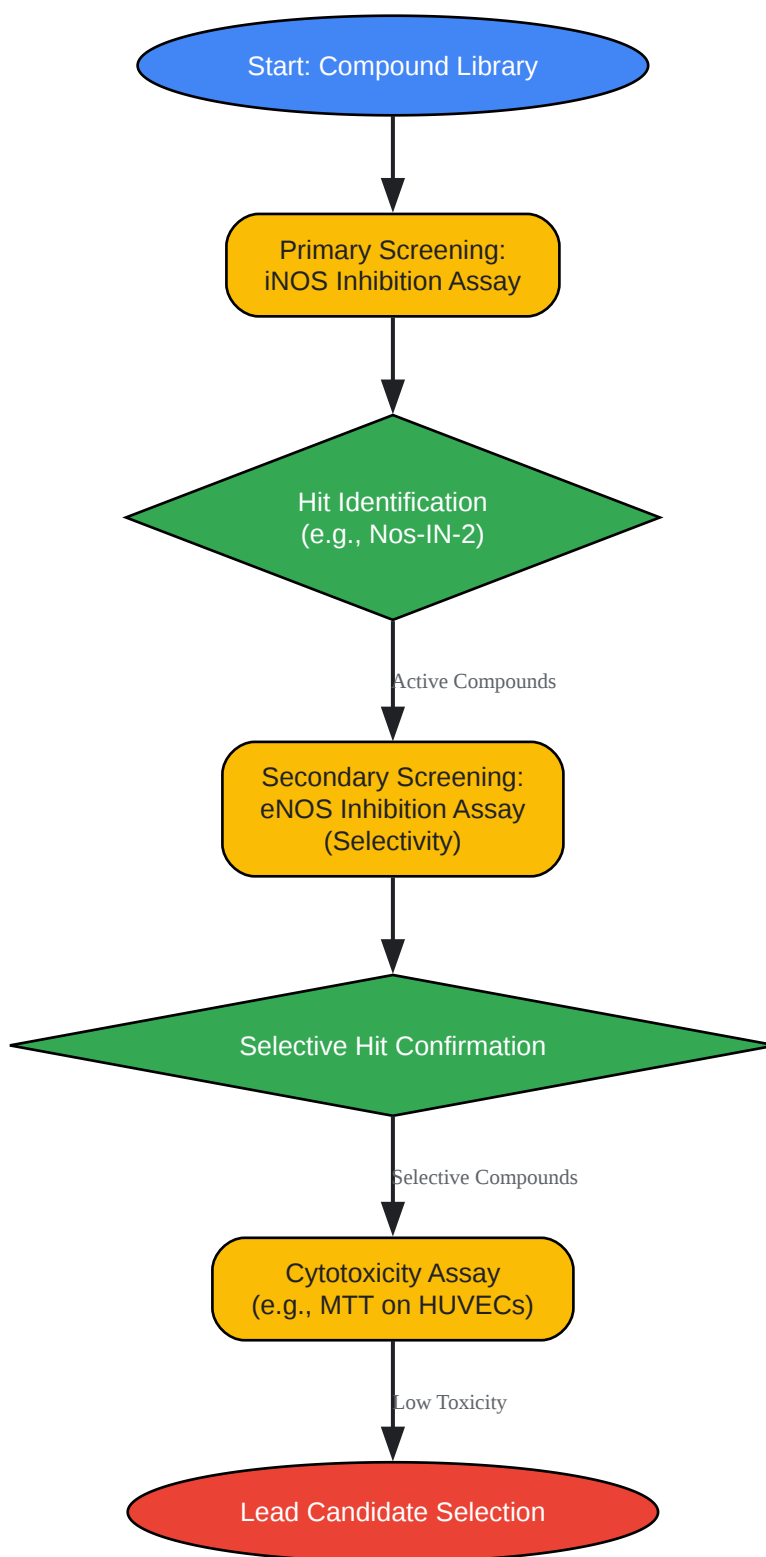 Start: Compound Library
Primary Screening:
iNOS Inhibition Assay
Hit Identification
(e.g., Nos-IN-2)
Active Compounds
Secondary Screening:
eNOS Inhibition Assay
(Selectivity)
Selective Hit Confirmation
Selective Compounds
Cytotoxicity Assay
(e.g., MTT on HUVECs)
Low Toxicity
Lead Candidate Selection